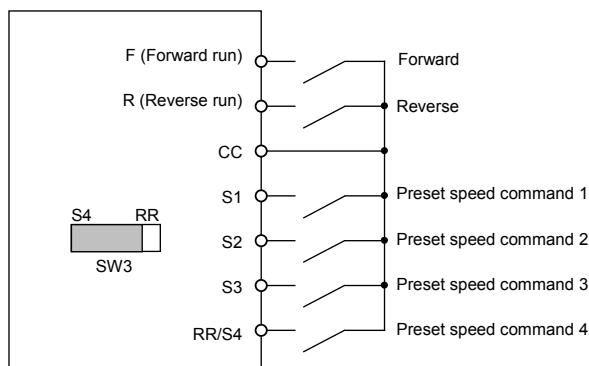 F (Forward run) Forward
R (Reverse run) Reverse
CC
S1 Preset speed command 1
S4 RR
S2 Preset speed command 2
SW3
S3 Preset speed command 3
RR/S4 Preset speed command 4